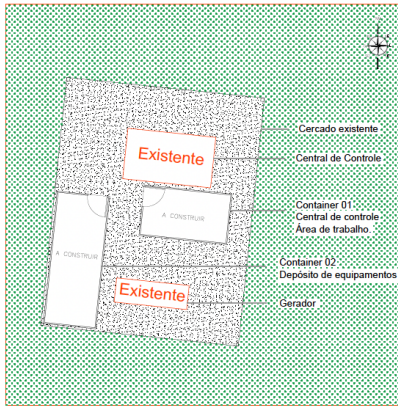 Cercado existente
Existente
Central de Controle
Container 01
Central de controle
Área de trabalho.
A CONSTRUIR
A CONSTRUIR
Container 02
Depósito de equipamentos
Existente
Gerador